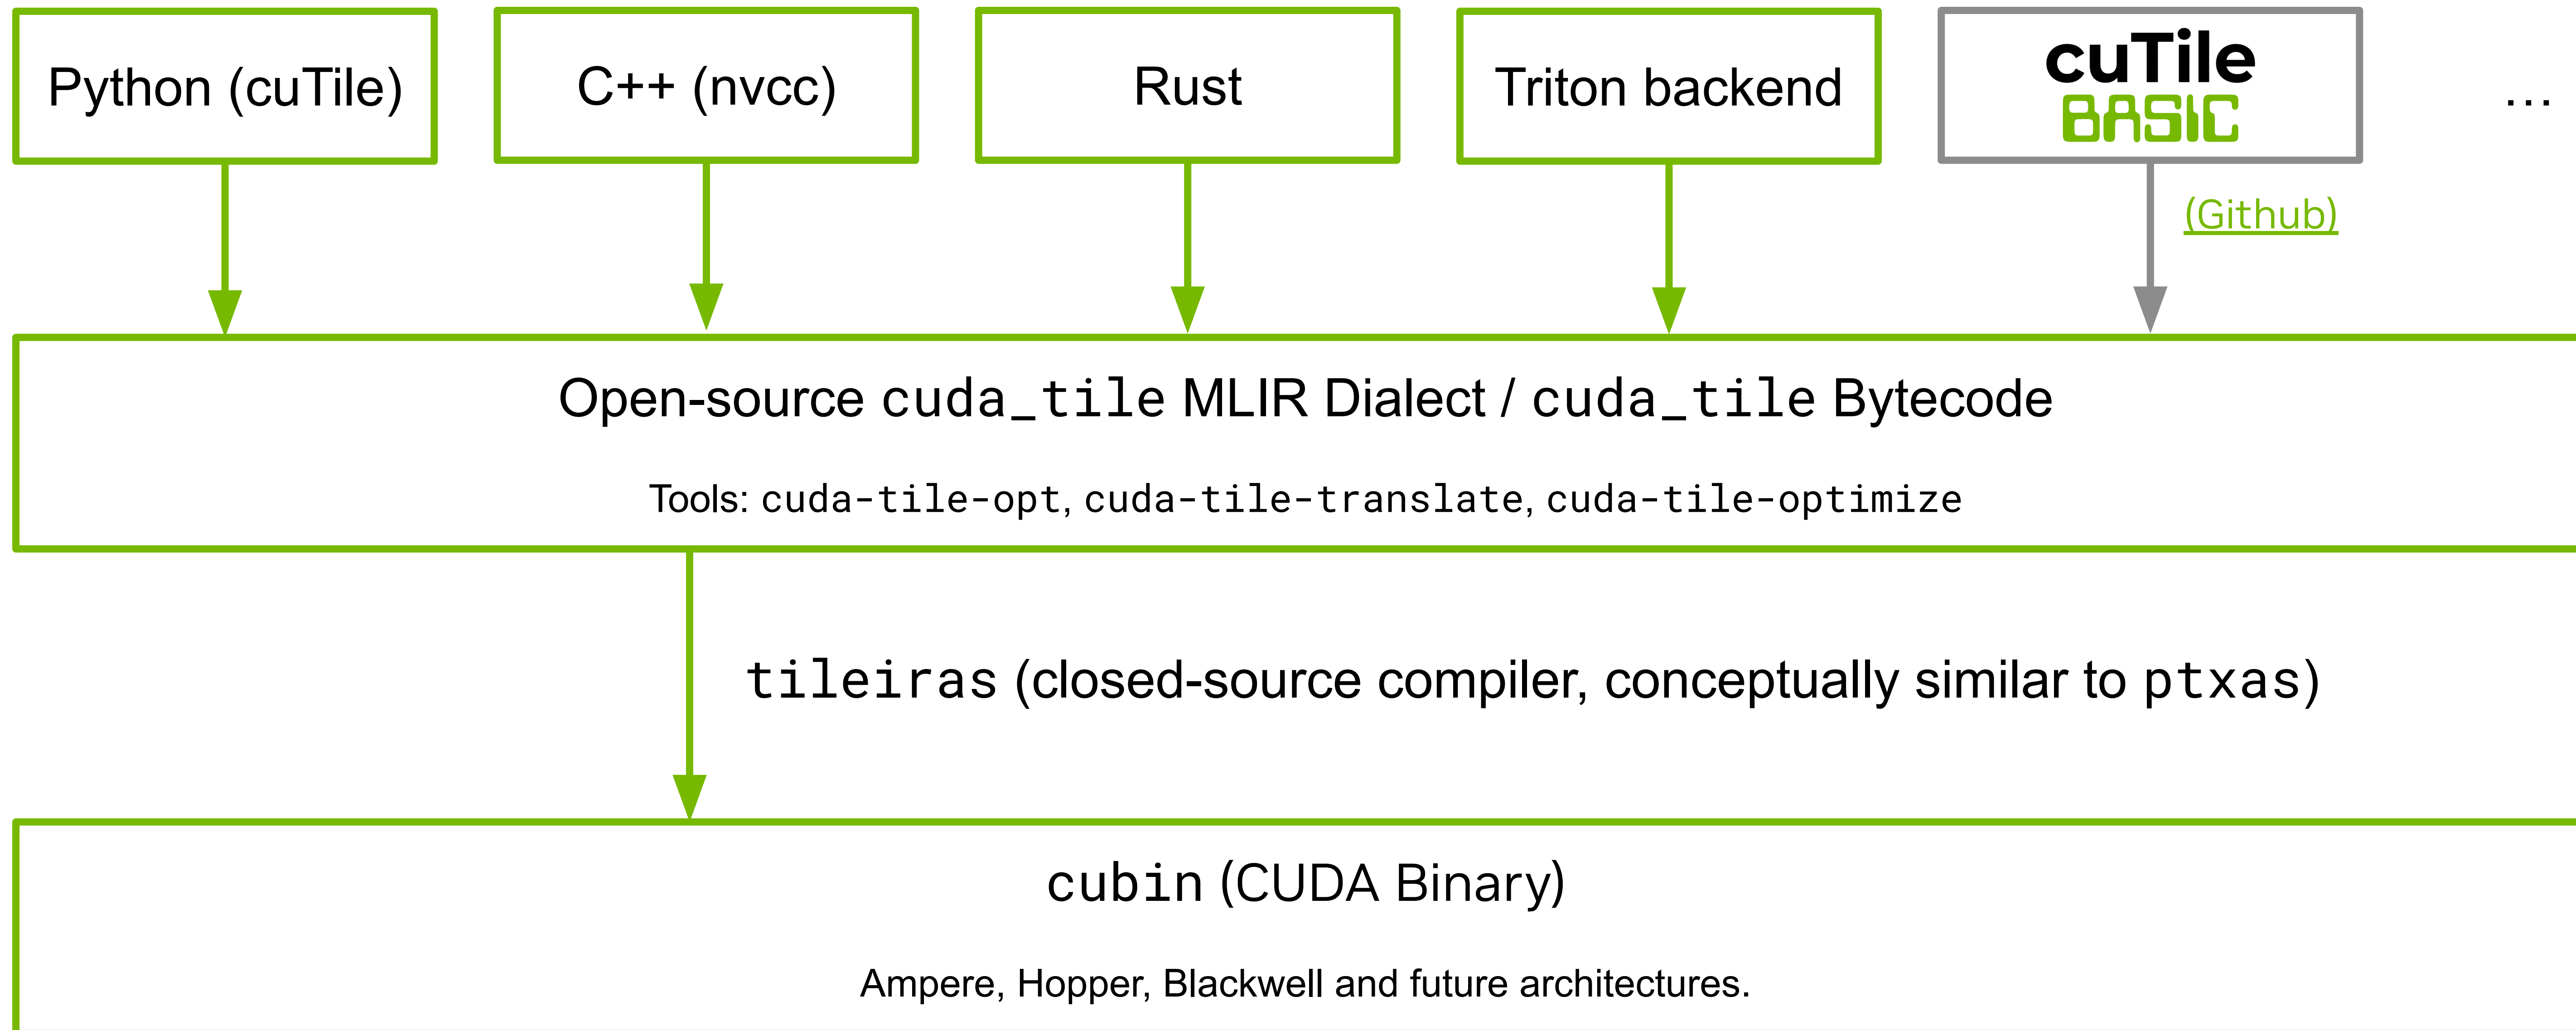 Python (cuTile)
C++ (nvcc)
Rust
Triton backend
cuTile
BASIC
...
(Github)
Open-source cuda_tile MLIR Dialect / cuda_tile Bytecode
Tools: cuda-tile-opt, cuda-tile-translate, cuda-tile-optimize
tileiras (closed-source compiler, conceptually similar to ptxas)
cubin (CUDA Binary)
Ampere, Hopper, Blackwell and future architectures.